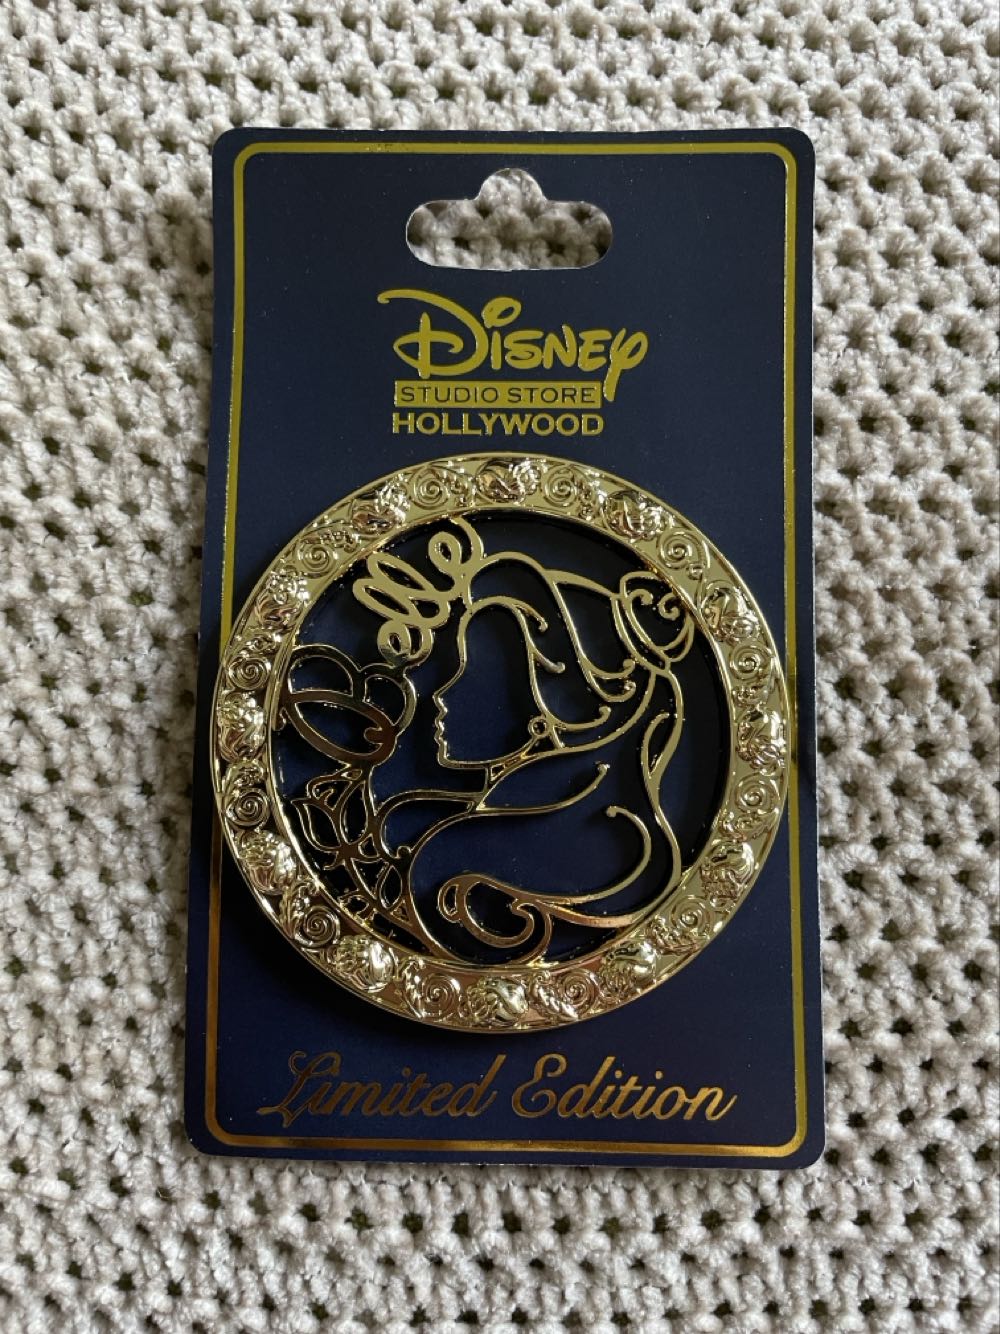 Disney
STUDIO STORE
HOLLYWOOD
Belle
Limited Edition